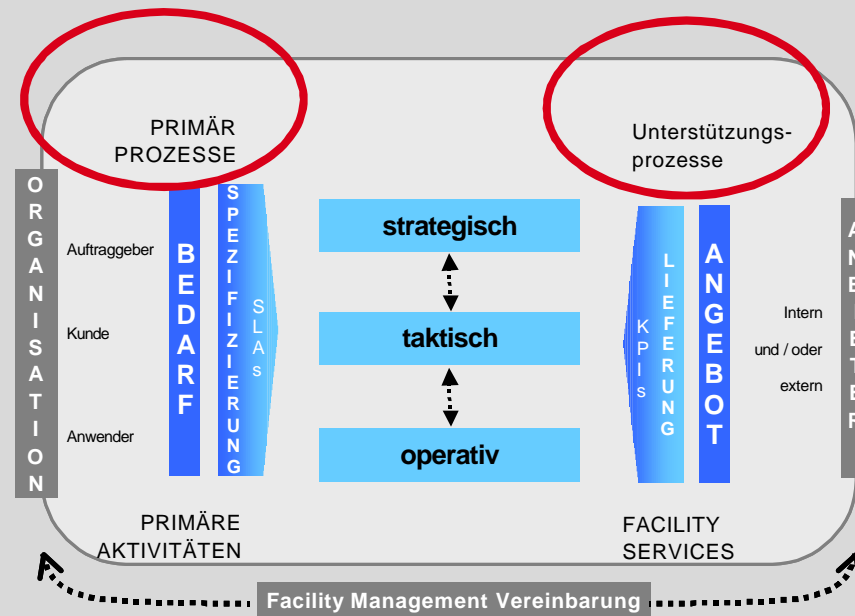 PRIMÄR
PROZESSE
Unterstützungs-
prozesse
ORGANISATION
Auftraggeber
Kunde
Anwender
BEDARF
SPEZIFIZIERUNG
SLAs
strategisch
taktisch
operativ
KPIs
LIEFERUNG
ANGEBOT
Intern
und / oder
extern
ANBIETER
PRIMÄRE
AKTIVITÄTEN
FACILITY
SERVICES
Facility Management Vereinbarung